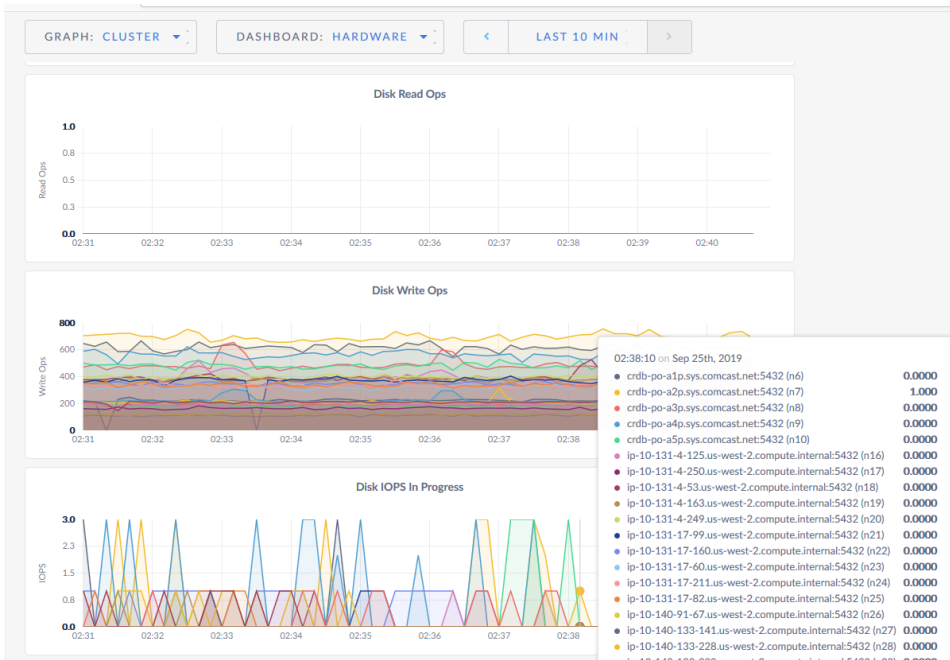 GRAPH: CLUSTER
DASHBOARD: HARDWARE
LAST 10 MIN
Disk Read Ops
Read Ops
1.0
0.8
0.5
0.3
0.0
02:31 02:32 02:33 02:34 02:35 02:36 02:37 02:38 02:39 02:40
Disk Write Ops
Write Ops
800
600
400
200
0
02:31 02:32 02:33 02:34 02:35 02:36 02:37 02:38
Disk IOPS In Progress
IOPS
3.0
2.3
1.5
0.8
0.0
02:31 02:32 02:33 02:34 02:35 02:36 02:37 02:38
02:38:10 on Sep 25th, 2019
crdb-po-a1p.sys.comcast.net:5432 (n6) 0.0000
crdb-po-a2p.sys.comcast.net:5432 (n7) 1.000
crdb-po-a3p.sys.comcast.net:5432 (n8) 0.0000
crdb-po-a4p.sys.comcast.net:5432 (n9) 0.0000
crdb-po-a5p.sys.comcast.net:5432 (n10) 0.0000
ip-10-131-4-125.us-west-2.compute.internal:5432 (n16) 0.0000
ip-10-131-4-250.us-west-2.compute.internal:5432 (n17) 0.0000
ip-10-131-4-53.us-west-2.compute.internal:5432 (n18) 0.0000
ip-10-131-4-163.us-west-2.compute.internal:5432 (n19) 0.0000
ip-10-131-4-249.us-west-2.compute.internal:5432 (n20) 0.0000
ip-10-131-17-99.us-west-2.compute.internal:5432 (n21) 0.0000
ip-10-131-17-160.us-west-2.compute.internal:5432 (n22) 0.0000
ip-10-131-17-60.us-west-2.compute.internal:5432 (n23) 0.0000
ip-10-131-17-211.us-west-2.compute.internal:5432 (n24) 0.0000
ip-10-131-17-82.us-west-2.compute.internal:5432 (n25) 0.0000
ip-10-140-91-67.us-west-2.compute.internal:5432 (n26) 0.0000
ip-10-140-133-141.us-west-2.compute.internal:5432 (n27) 0.0000
ip-10-140-133-228.us-west-2.compute.internal:5432 (n28) 0.0000